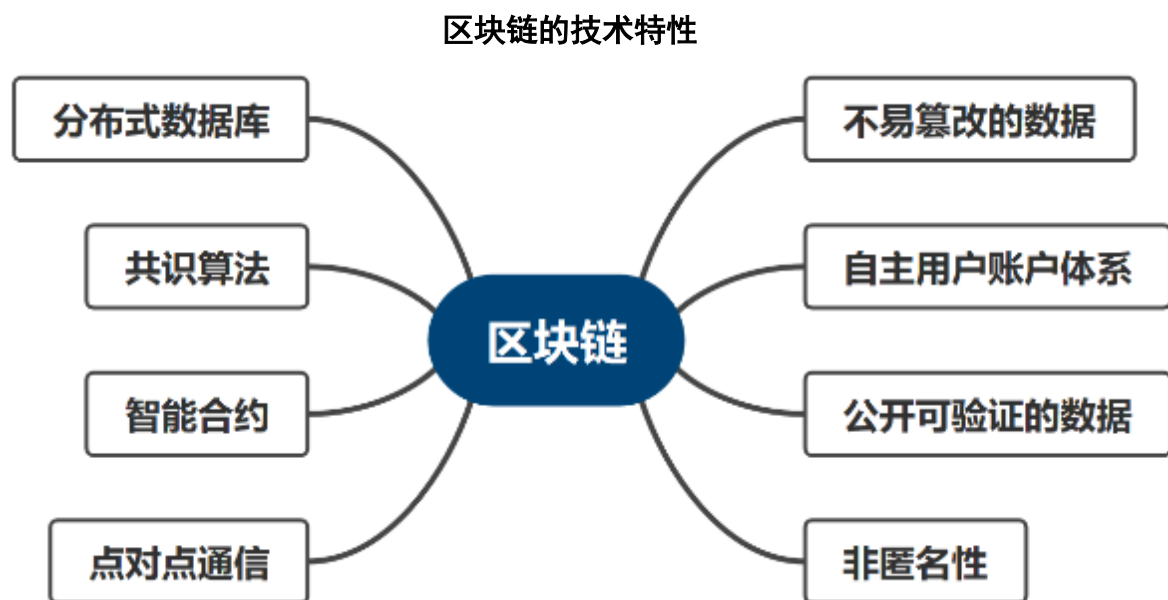 区块链的技术特性
分布式数据库
共识算法
智能合约
点对点通信
区块链
不易篡改的数据
自主用户账户体系
公开可验证的数据
非匿名性